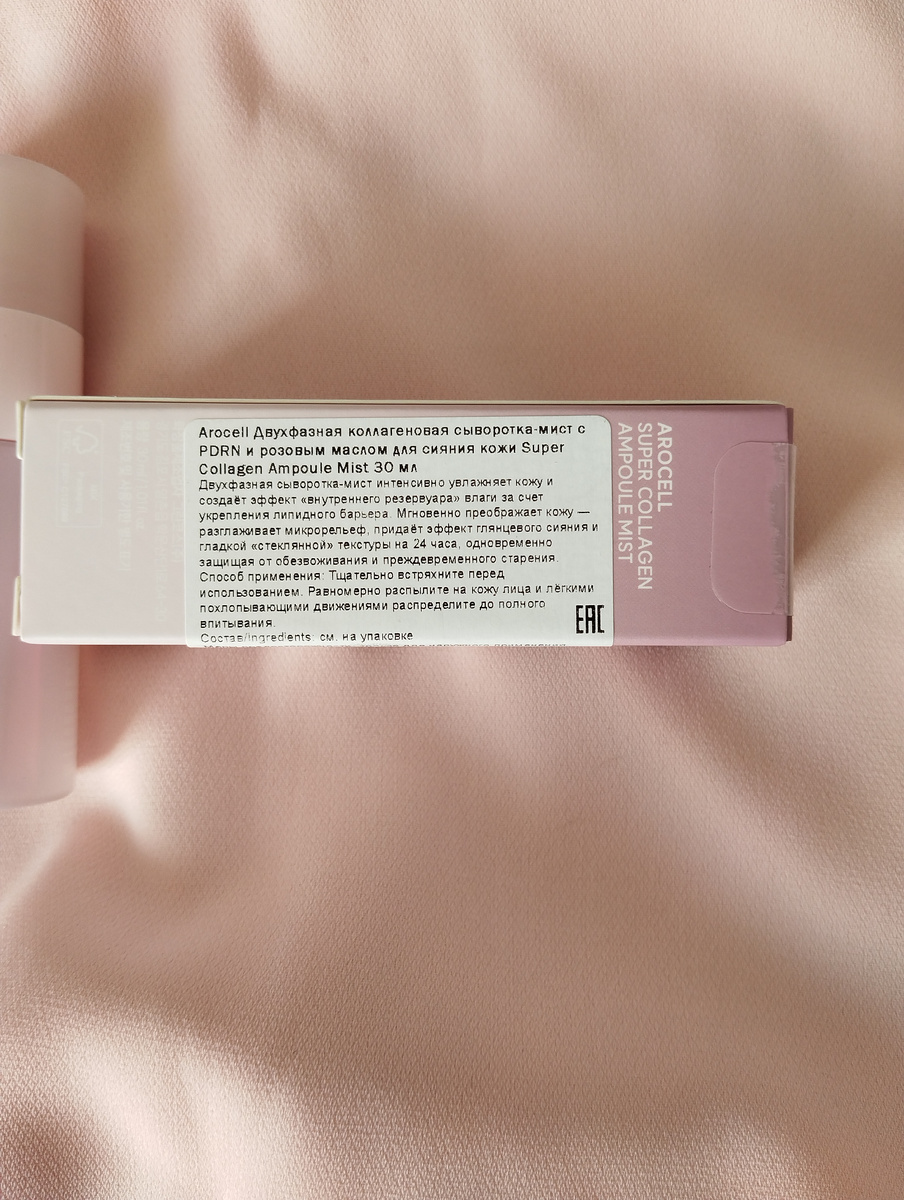 Arocell Двухфазная коллагеновая сыворотка-мист с
PDRN и розовым маслом для сияния кожи Super
Collagen Ampoule Mist 30 мл
Двухфазная сыворотка-мист интенсивно увлажняет кожу и
создаёт эффект «внутреннего резервуара» влаги за счет
укрепления липидного барьера. Мгновенно преображает кожу —
разглаживает микрорельеф, придаёт эффект глянцевого сияния и
гладкой «стеклянной» текстуры на 24 часа, одновременно
защищая от обезвоживания и преждевременного старения.
Способ применения: Тщательно встряхните перед
использованием. Равномерно распылите на кожу лица и лёгкими
похлопывающими движениями распределите до полного
впитывания.
Состав/Ingredients: см. на упаковке
EAC
AROCELL
SUPER COLLAGEN
AMPOULE MIST